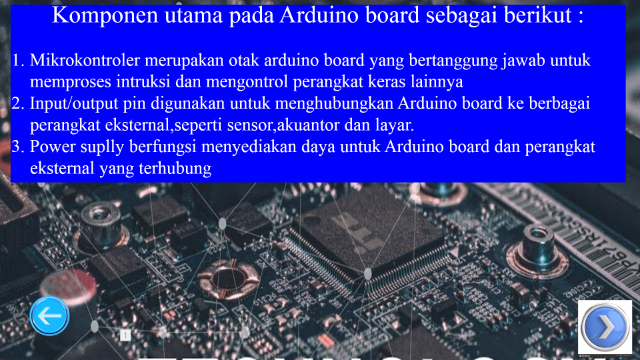 Komponen utama pada Arduino board sebagai berikut :
1. Mikrokontroler merupakan otak arduino board yang bertanggung jawab untuk
memproses intruksi dan mengontrol perangkat keras lainnya
2. Input/output pin digunakan untuk menghubungkan Arduino board ke berbagai
perangkat eksternal,seperti sensor,akuantor dan layar.
3. Power suplly berfungsi menyediakan daya untuk Arduino board dan perangkat
eksternal yang terhubung